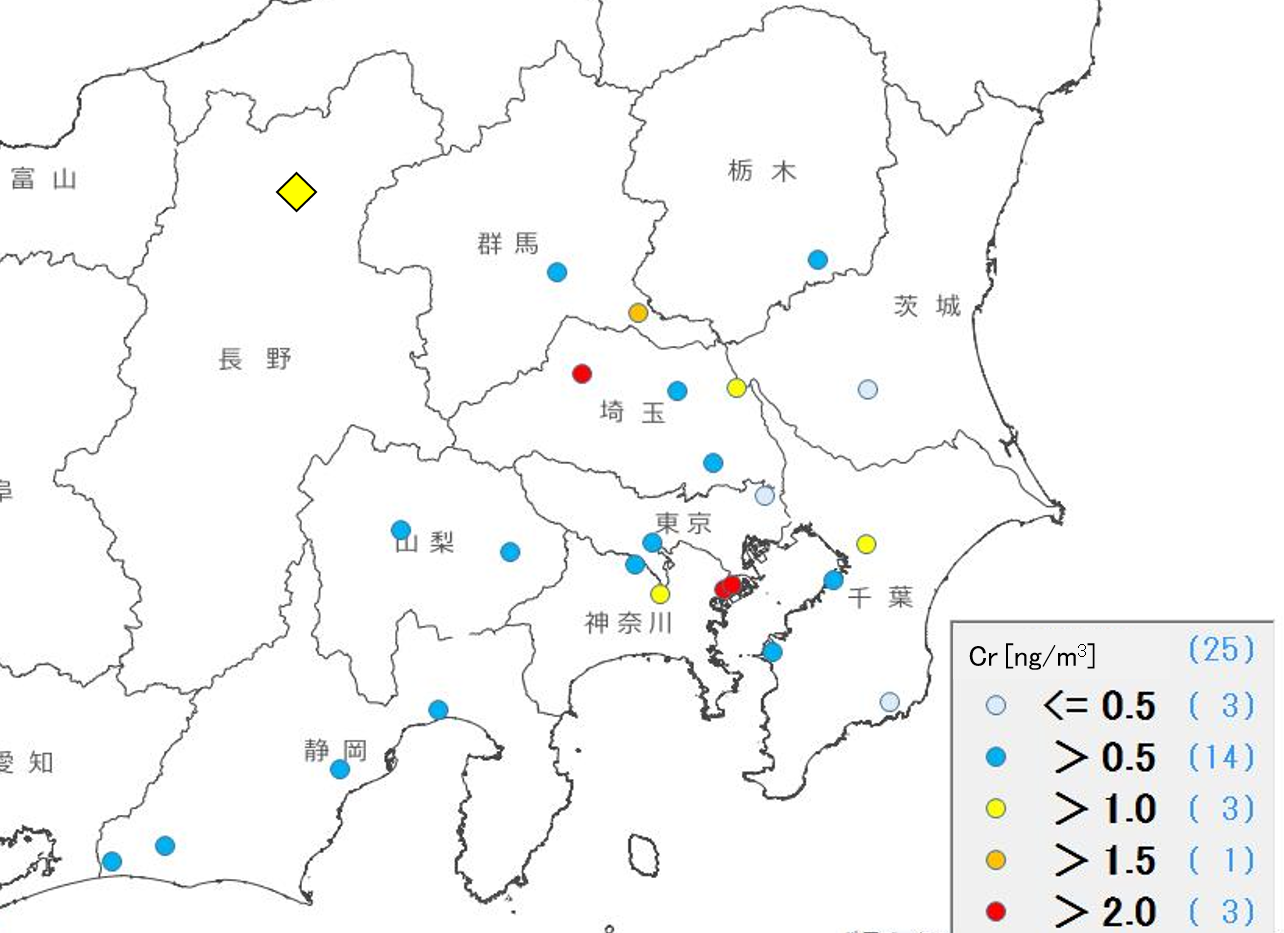 富山
栃木
群馬
茨城
長野
埼玉
東京
山梨
千葉
神奈川
静岡
愛知
Cr[ng/m³] (25)
<= 0.5 ( 3)
> 0.5 (14)
> 1.0 ( 3)
> 1.5 ( 1)
> 2.0 ( 3)